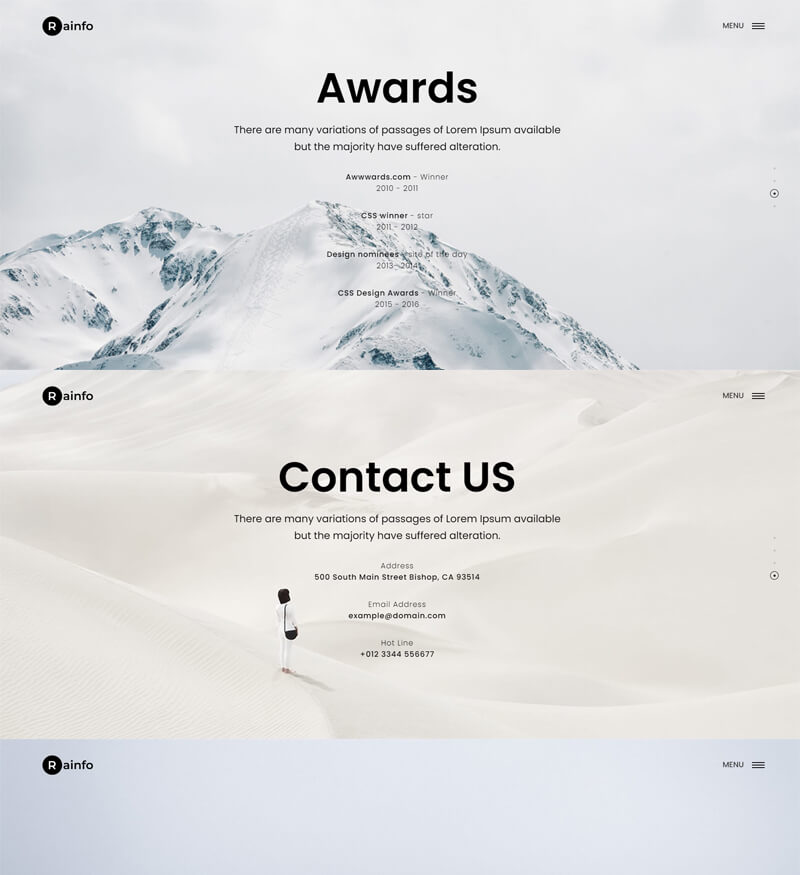 Rainfo
MENU
Awards
There are many variations of passages of Lorem Ipsum available
but the majority have suffered alteration.
Awwwards.com - Winner
2010 - 2011
CSS winner - star
2011 - 2012
Design nominees - site of the day
2013 - 2014
CSS Design Awards - Winner
2015 - 2016
Rainfo
MENU
Contact US
There are many variations of passages of Lorem Ipsum available
but the majority have suffered alteration.
Address
500 South Main Street Bishop, CA 93514
Email Address
example@domain.com
Hot Line
+012 3344 556677
Rainfo
MENU